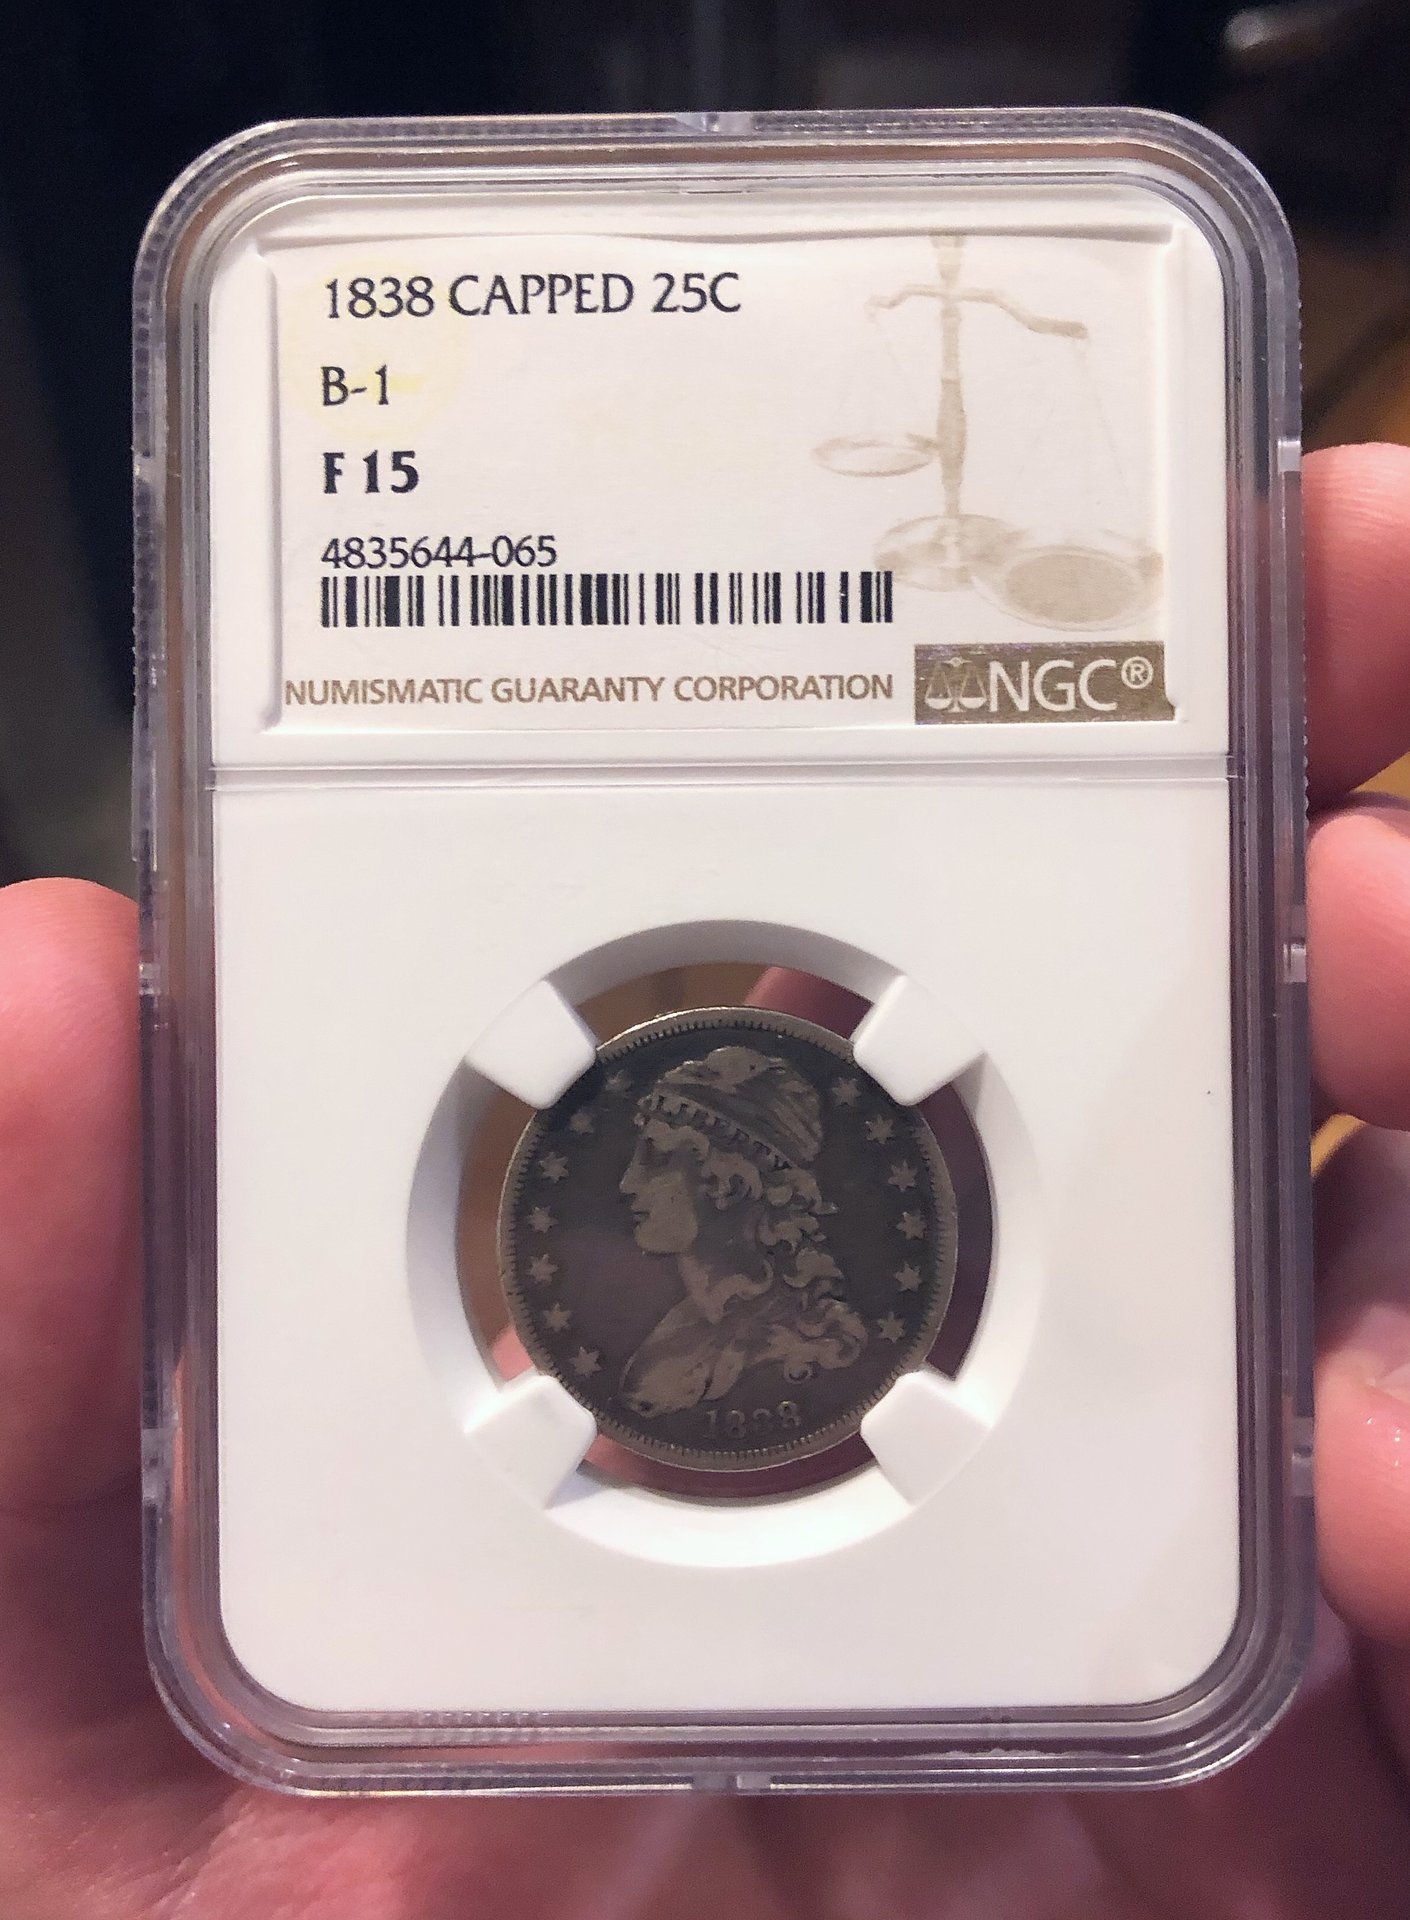 1838 CAPPED 25C
B-1
F 15
4835644-065
NUMISMATIC GUARANTY CORPORATION
NGC®
LIBERTY
1838